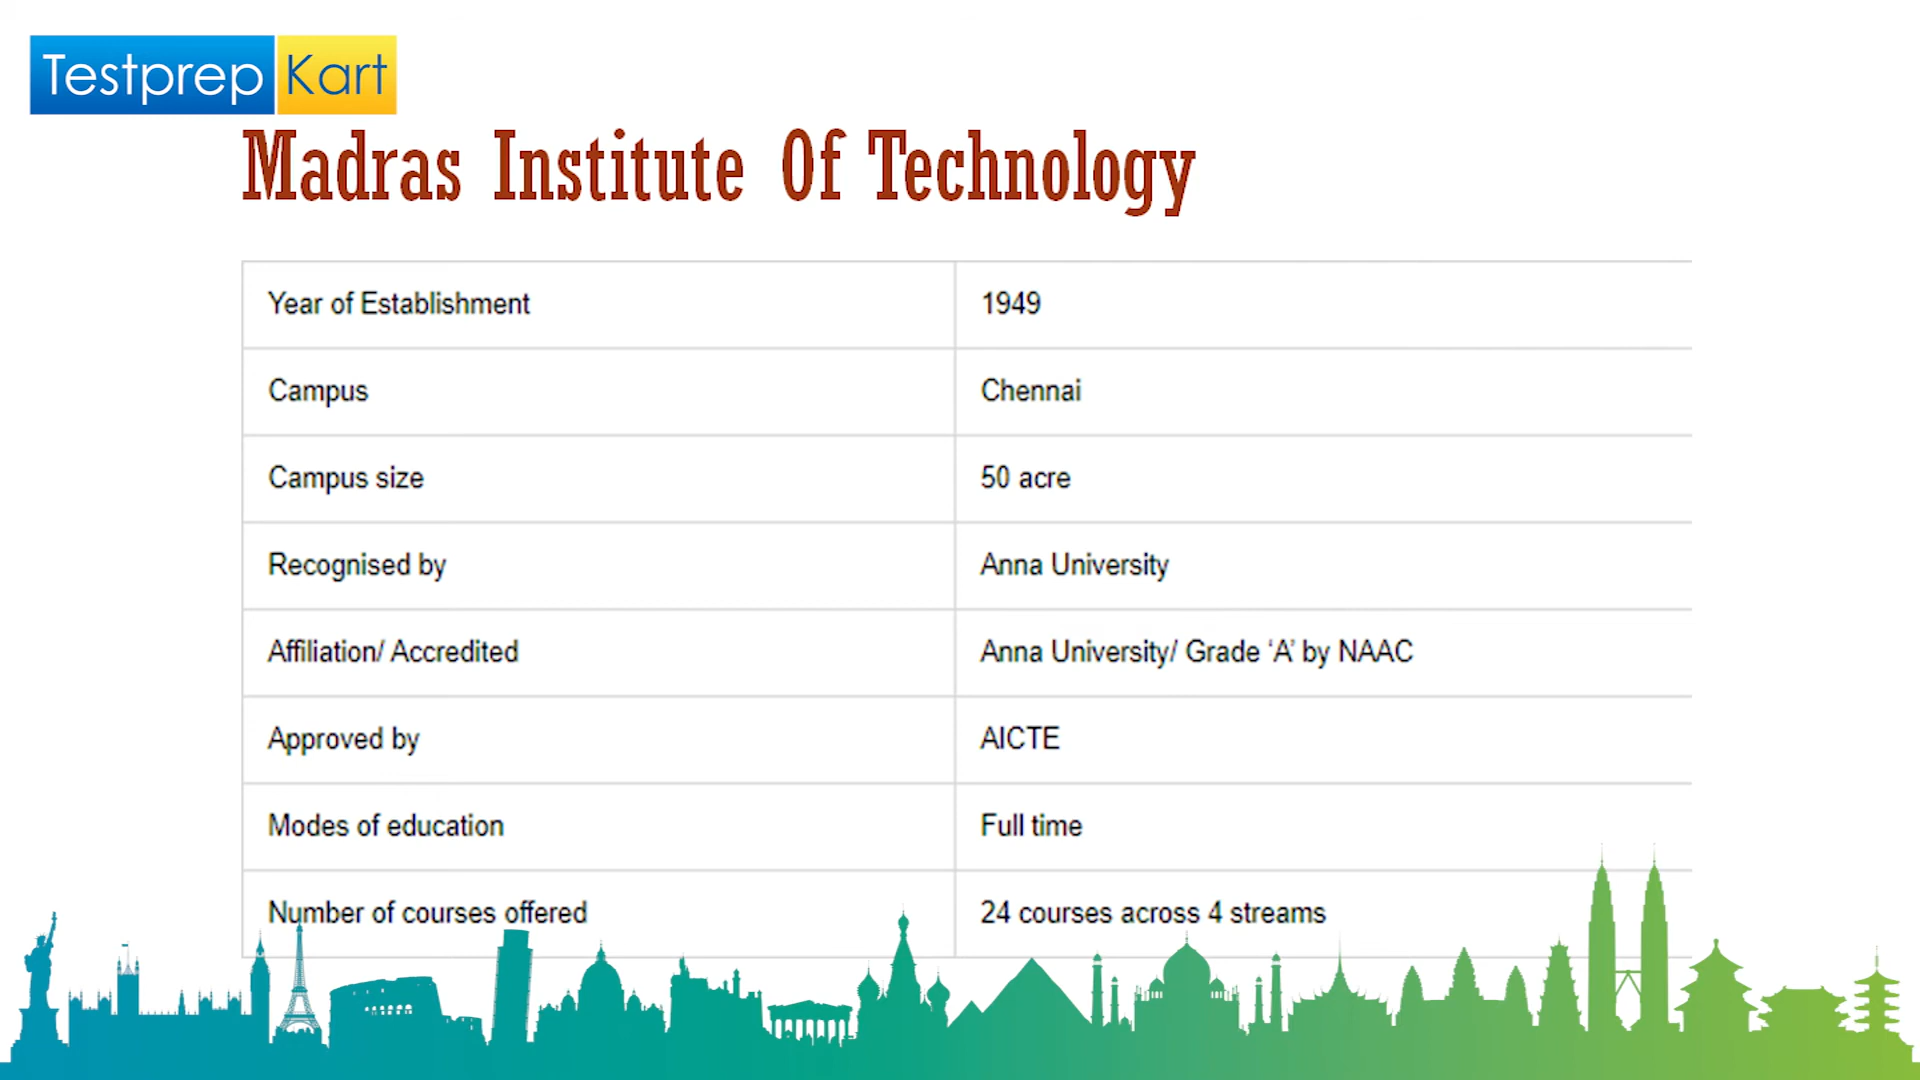 Testprep Kart
Madras Institute Of Technology
Year of Establishment 1949
Campus Chennai
Campus size 50 acre
Recognised by Anna University
Affiliation/ Accredited Anna University/ Grade ‘A’ by NAAC
Approved by AICTE
Modes of education Full time
Number of courses offered 24 courses across 4 streams